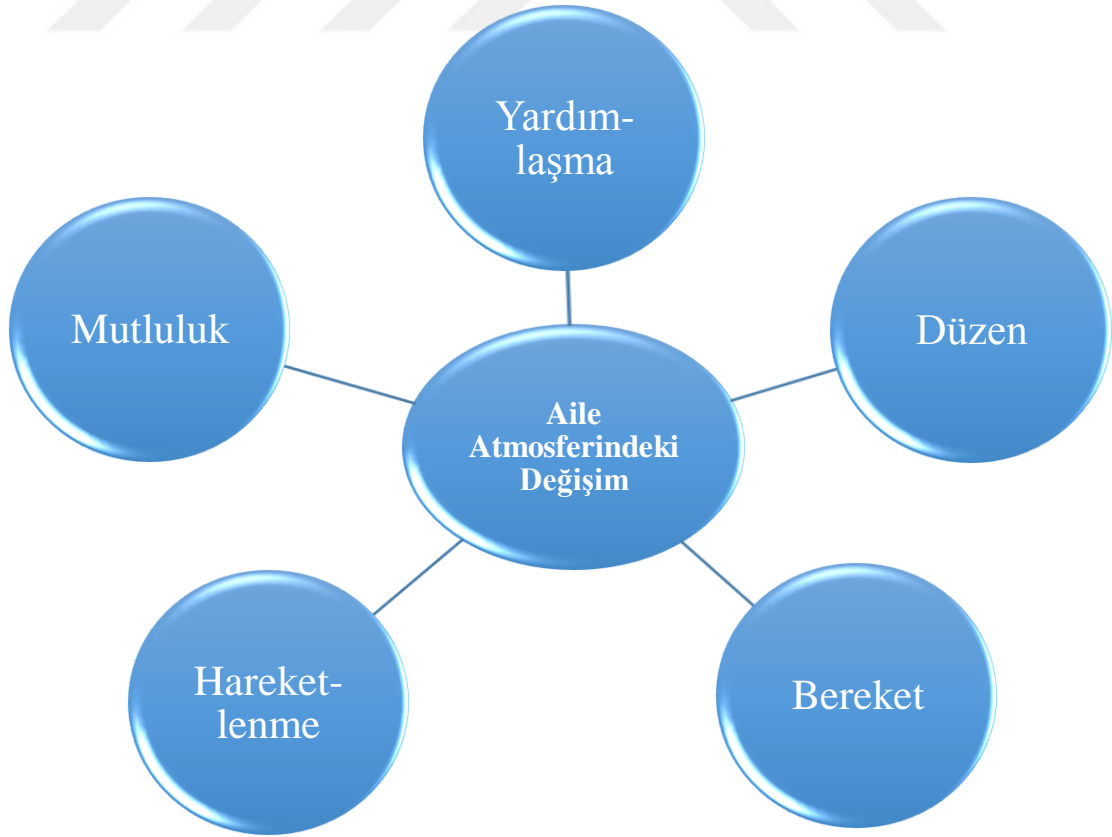 Yardım-
laşma
Mutluluk
Düzen
Aile
Atmosferindeki
Değişim
Hareket-
lenme
Bereket